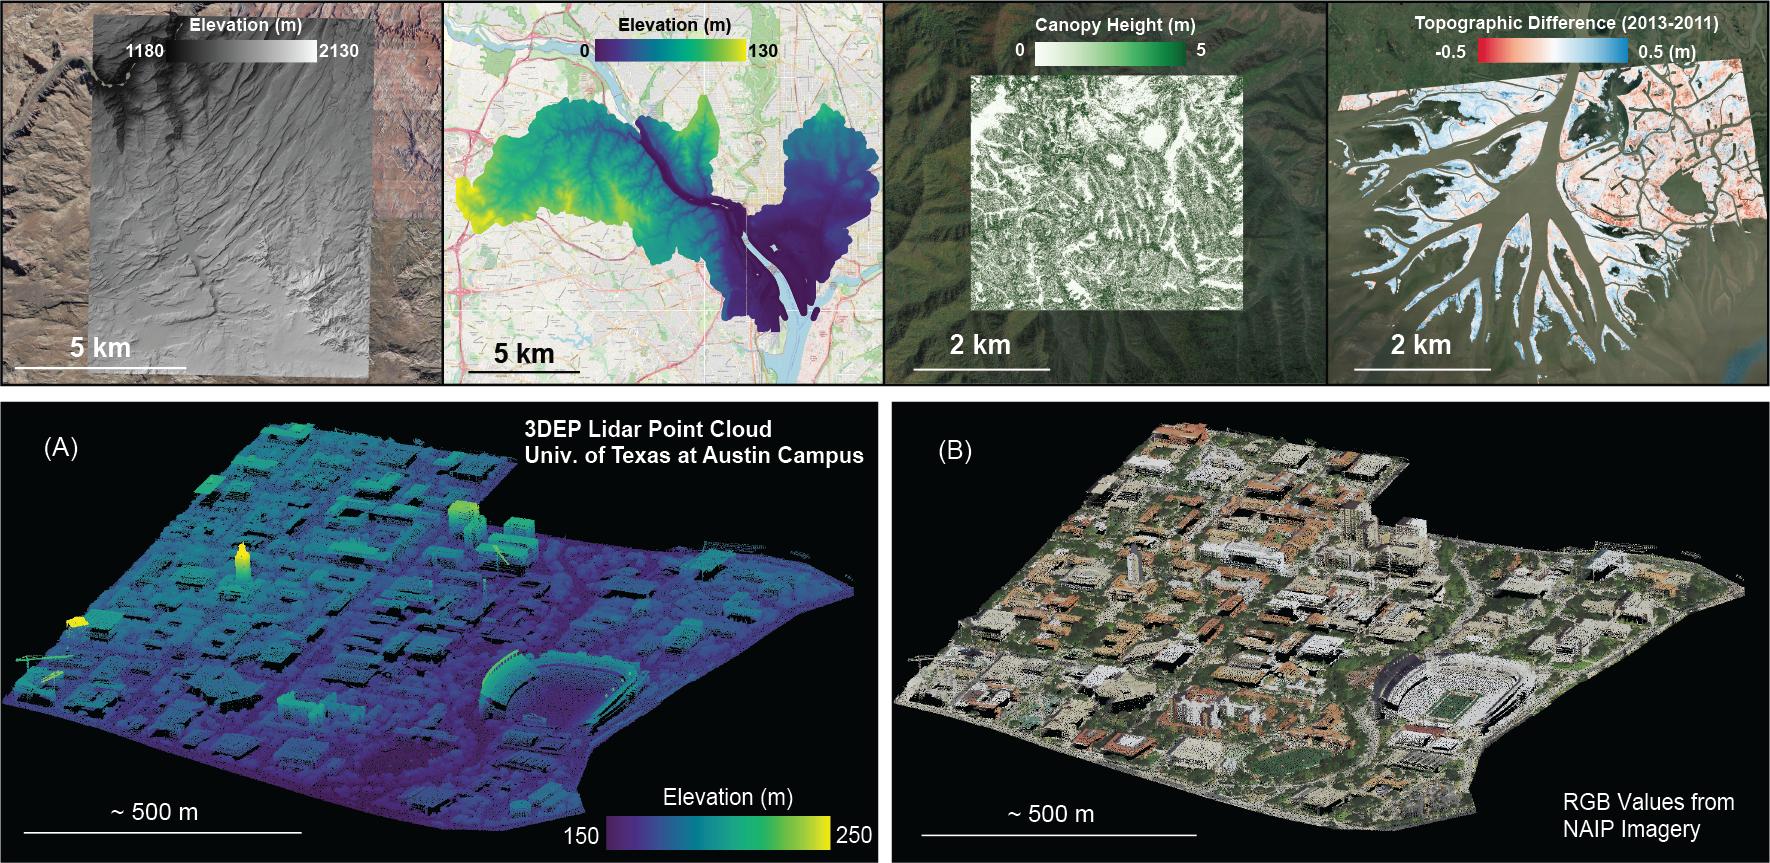 Elevation (m)
1180 2130
5 km
Elevation (m)
0 130
5 km
Canopy Height (m)
0 5
2 km
Topographic Difference (2013-2011)
-0.5 0.5 (m)
2 km
(A)
3DEP Lidar Point Cloud
Univ. of Texas at Austin Campus
~ 500 m
Elevation (m)
150 250
(B)
~ 500 m
RGB Values from
NAIP Imagery